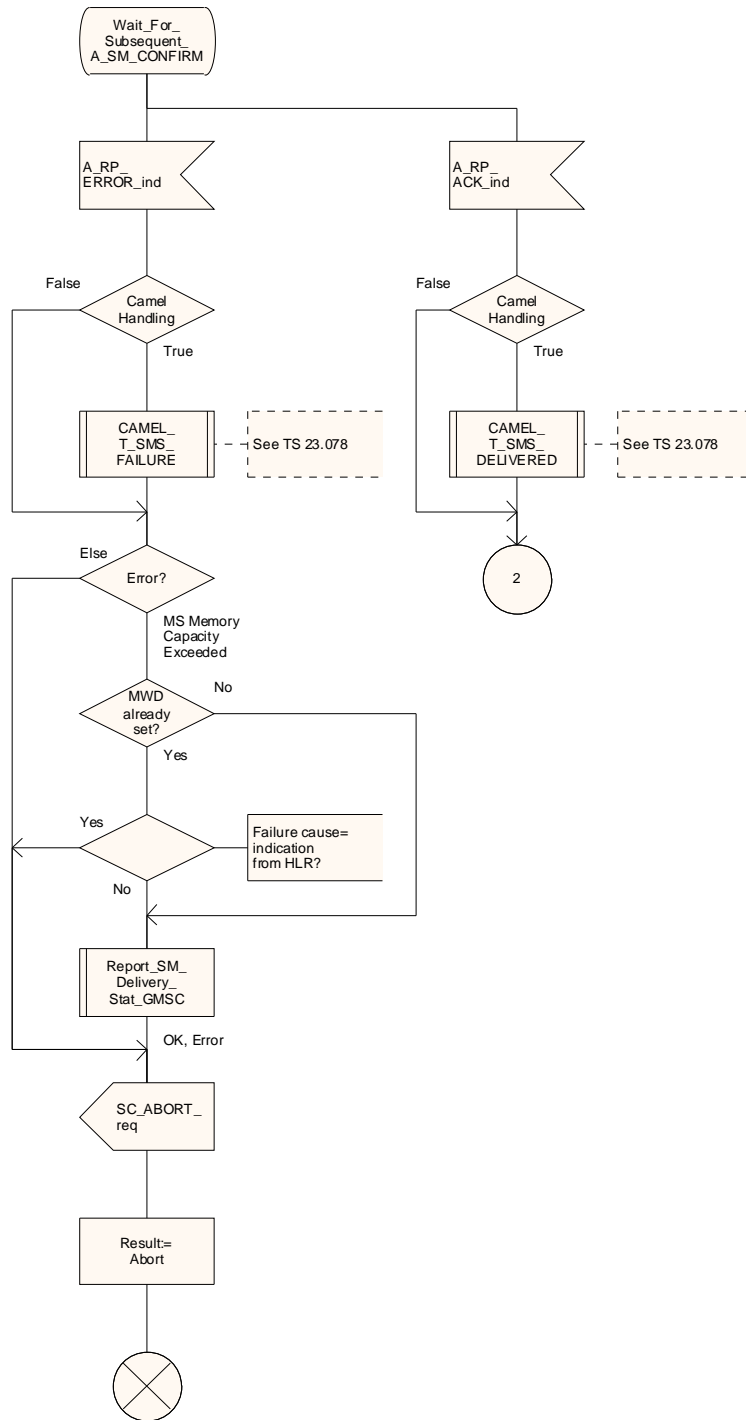 Wait_For_
Subsequent_
A_SM_CONFIRM
A_RP_
ERROR_ind
A_RP_
ACK_ind
False
Camel
Handling
True
False
Camel
Handling
True
CAMEL_
T_SMS_
FAILURE
See TS 23.078
CAMEL_
T_SMS_
DELIVERED
See TS 23.078
Else
Error?
2
MS Memory
Capacity
Exceeded
MWD
already
set?
No
Yes
Yes
Failure cause=
indication
from HLR?
No
Report_SM_
Delivery_
Stat_GMSC
OK, Error
SC_ABORT_
req
Result:=
Abort